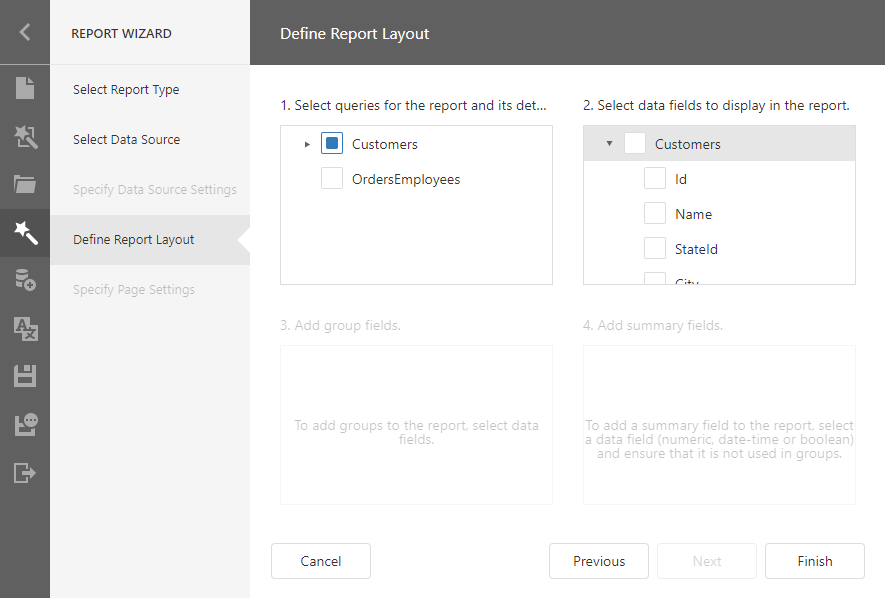 REPORT WIZARD
Select Report Type
Select Data Source
Specify Data Source Settings
Define Report Layout
Specify Page Settings
Define Report Layout
1. Select queries for the report and its det...
Customers
OrdersEmployees
2. Select data fields to display in the report.
Customers
Id
Name
StateId
City
3. Add group fields.
To add groups to the report, select data
fields.
4. Add summary fields.
To add a summary field to the report, select
a data field (numeric, date-time or boolean)
and ensure that it is not used in groups.
Cancel
Previous
Next
Finish